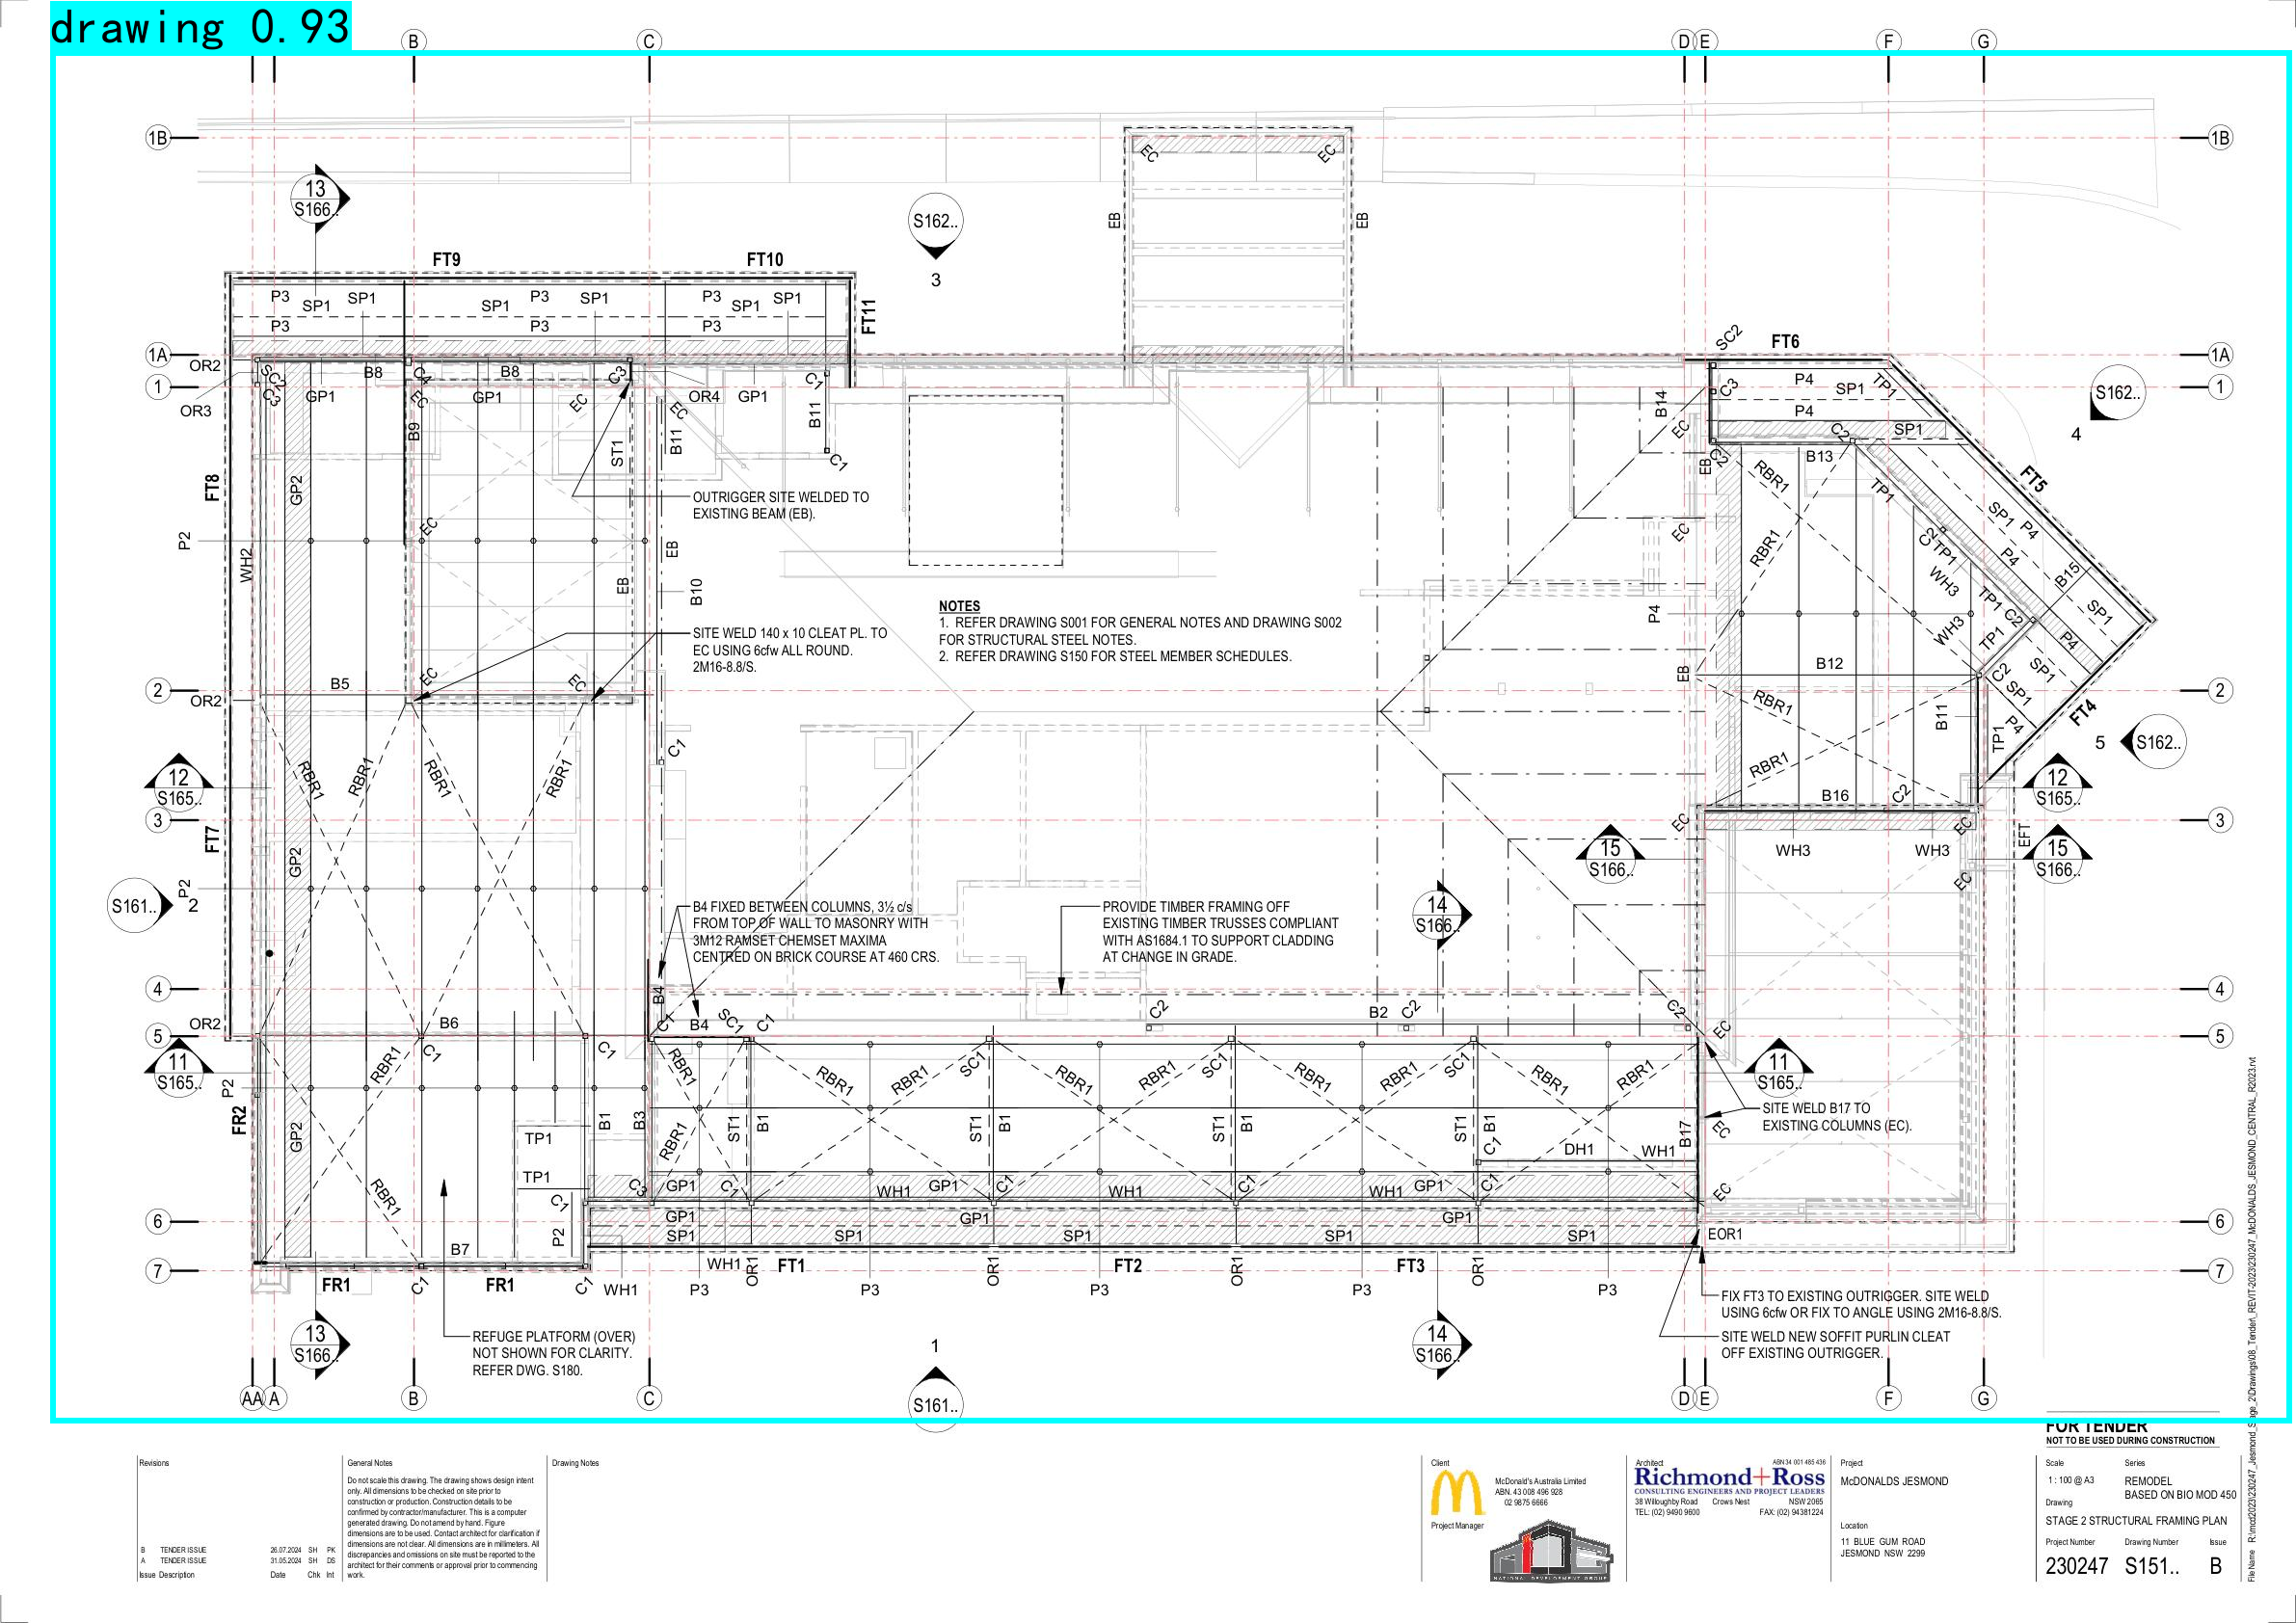 drawing 0.93
B
C
D
E
F
G
1B
1B
EC
EC
13
S166..
S162..
3
EB
EB
FT9
FT10
P3
SP1
SP1
SP1
P3
SP1
P3
SP1
SP1
P3
P3
P3
FT11
1A
1A
1
1
OR2
OR3
SC2
C3
B8
C4
B8
C3
GP1
EC
GP1
EC
OR4
GP1
C1
EC
B11
B11
C1
B9
ST1
SC2
FT6
P4
SP1
TP1
C3
P4
SP1
B14
EC
C2
C2
EB
B13
S162..
4
FT8
GP2
EC
OUTRIGGER SITE WELDED TO
EXISTING BEAM (EB).
RBR1
TP1
FT5
SP1
P4
P2
WH2
EB
EB
B10
EC
RBR1
C2
TP1
P4
WH3
B15
NOTES
1. REFER DRAWING S001 FOR GENERAL NOTES AND DRAWING S002
FOR STRUCTURAL STEEL NOTES.
2. REFER DRAWING S150 FOR STEEL MEMBER SCHEDULES.
SITE WELD 140 x 10 CLEAT PL. TO
EC USING 6cfw ALL ROUND.
2M16-8.8/S.
P4
TP1
C2
SP1
WH3
TP1
P4
2
2
B5
EC
EC
OR2
EB
B12
RBR1
C2
SP1
SP1
P4
FT4
B11
TP1
5
S162..
12
S165..
RBR1
RBR1
RBR1
RBR1
C1
RBR1
B16
C2
12
S165..
3
3
FT7
GP2
EC
EC
EFT
WH3
WH3
15
S166..
15
S166..
EC
S161..
2
P2
B4 FIXED BETWEEN COLUMNS, 3½ c/s
FROM TOP OF WALL TO MASONRY WITH
3M12 RAMSET CHEMSET MAXIMA
CENTRED ON BRICK COURSE AT 460 CRS.
PROVIDE TIMBER FRAMING OFF
EXISTING TIMBER TRUSSES COMPLIANT
WITH AS1684.1 TO SUPPORT CLADDING
AT CHANGE IN GRADE.
14
S166..
4
4
B4
OR2
B6
C1
B4
SC1
C1
C2
B2
C2
C2
EC
5
5
11
S165..
RBR1
C1
C1
RBR1
RBR1
RBR1
SC1
RBR1
RBR1
SC1
RBR1
RBR1
SC1
RBR1
RBR1
11
S165..
P2
FR2
GP2
TP1
B1
B3
RBR1
ST1
B1
ST1
B1
ST1
B1
ST1
B1
C1
DH1
WH1
B17
EC
SITE WELD B17 TO
EXISTING COLUMNS (EC).
TP1
RBR1
C1
C3
GP1
C1
WH1
GP1
C1
WH1
C1
WH1
GP1
C1
EC
6
6
P2
GP1
GP1
GP1
SP1
SP1
SP1
SP1
SP1
EOR1
B7
7
7
FR1
FR1
C1
C1
WH1
WH1
P3
OR1
FT1
P3
OR1
P3
FT2
OR1
P3
FT3
OR1
P3
FIX FT3 TO EXISTING OUTRIGGER. SITE WELD
USING 6cfw OR FIX TO ANGLE USING 2M16-8.8/S.
13
S166..
REFUGE PLATFORM (OVER)
NOT SHOWN FOR CLARITY.
REFER DWG. S180.
1
S161..
14
S166..
SITE WELD NEW SOFFIT PURLIN CLEAT
OFF EXISTING OUTRIGGER.
AA
A
B
C
D
E
F
G
FOR TENDER
NOT TO BE USED DURING CONSTRUCTION
Revisions
B TENDER ISSUE 26.07.2024 SH PK
A TENDER ISSUE 31.05.2024 SH DS
Issue Description Date Chk Int
General Notes
Do not scale this drawing. The drawing shows design intent
only. All dimensions to be checked on site prior to
construction or production. Construction details to be
confirmed by contractor/manufacturer. This is a computer
generated drawing. Do not amend by hand. Figure
dimensions are to be used. Contact architect for clarification if
dimensions are not clear. All dimensions are in millimeters. All
discrepancies and omissions on site must be reported to the
architect for their comments or approval prior to commencing
work.
Drawing Notes
Client
McDonald's Australia Limited
ABN. 43 008 496 928
02 9875 6666
Project Manager
NATIONAL DEVELOPMENT GROUP
Architect
ABN 34 001 485 436
Richmond+Ross
CONSULTING ENGINEERS AND PROJECT LEADERS
38 Willoughby Road Crows Nest NSW 2065
TEL: (02) 9490 9600 FAX: (02) 94381224
Project
McDONALDS JESMOND
Location
11 BLUE GUM ROAD
JESMOND NSW 2299
Scale
1 : 100 @ A3
Series
REMODEL
BASED ON BIO MOD 450
Drawing
STAGE 2 STRUCTURAL FRAMING PLAN
Project Number
230247
Drawing Number
S151..
Issue
B